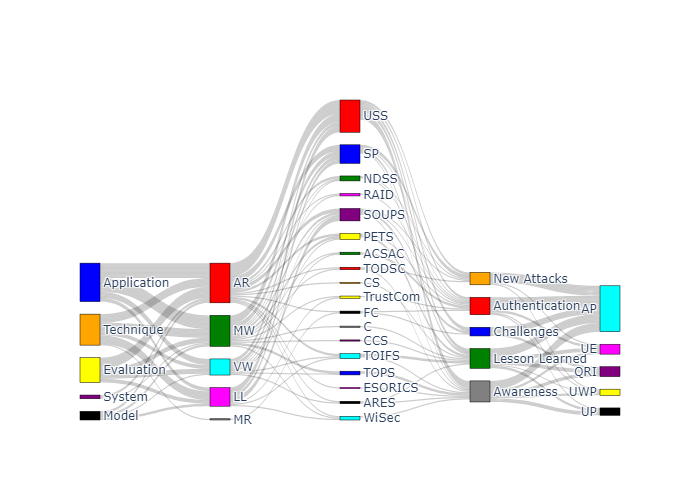 Application
Technique
Evaluation
System
Model
AR
MW
VW
LL
MR
USS
SP
NDSS
RAID
SOUPS
PETS
ACSAC
TODSC
CS
TrustCom
FC
C
CCS
TOIFS
TOPS
ESORICS
ARES
WiSec
New Attacks
Authentication
Challenges
Lesson Learned
Awareness
AP
UE
QRI
UWP
UP